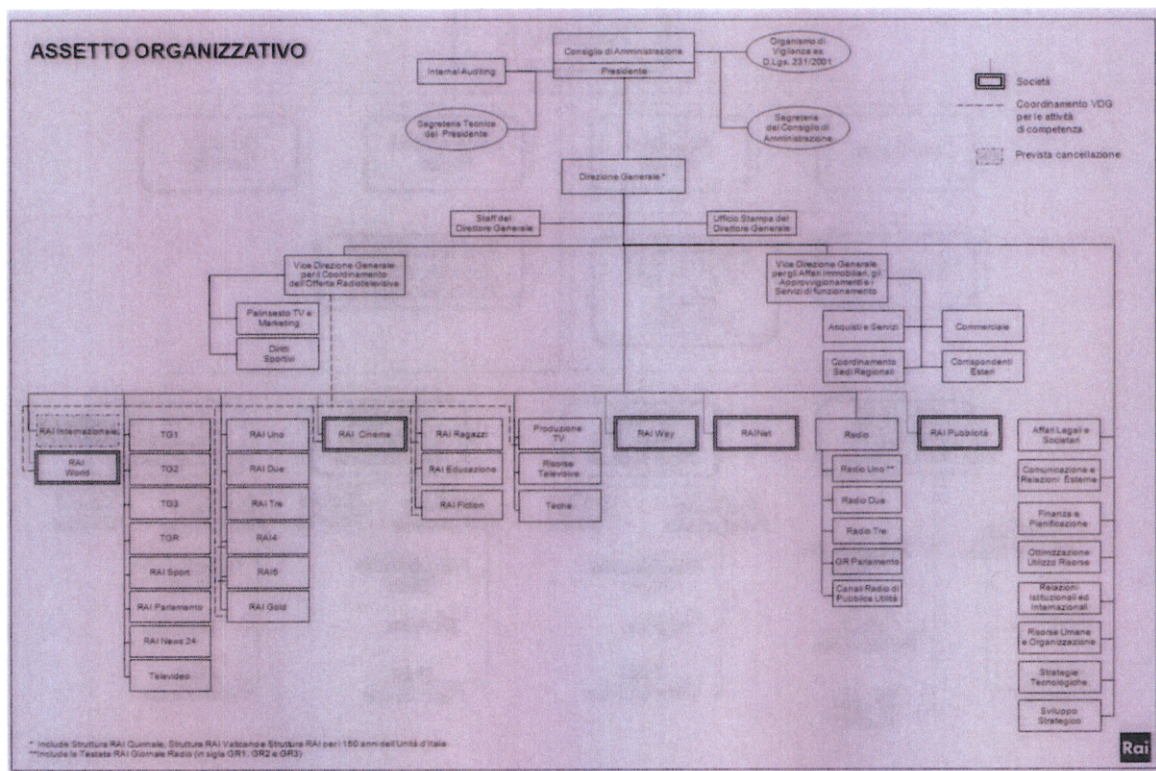 ASSETTO ORGANIZZATIVO
Consiglio di Amministrazione
Presidente
Organismo di
Vigilanza ex
D.Lgs. 231/2001
Internal Auditing
Segreteria Tecnica
del Presidente
Segreteria
del Consiglio di
Amministrazione
Società
Coordinamento VDG
per le attività
di competenza
Prevista cancellazione
Direzione Generale *
Staff del
Direttore Generale
Ufficio Stampa del
Direttore Generale
Vice Direzione Generale
per il Coordinamento
dell'Offerta Radiotelevisiva
Vice Direzione Generale
per gli Affari Immobiliari, gli
Approvvigionamenti e i
Servizi di funzionamento
Palinsesto TV e
Marketing
Diritti
Sportivi
Acquisti e Servizi
Commerciale
Coordinamento
Sedi Regionali
Corrispondenti
Esteri
RAI Internazionale
RAI
World
TG1
TG2
TG3
TGR
RAI Sport
RAI Parlamento
RAI News 24
Televideo
RAI Uno
RAI Due
RAI Tre
RAI4
RAI5
RAI Gold
RAI Cinema
RAI Ragazzi
RAI Educazione
RAI Fiction
Produzione
TV
Risorse
Televisive
Teche
RAI Way
RAINet
Radio
Radio Uno **
Radio Due
Radio Tre
GR Parlamento
Canali Radio di
Pubblica Utilità
RAI Pubblicità
Affari Legali e
Societari
Comunicazione e
Relazioni Esterne
Finanza e
Pianificazione
Ottimizzazione
Utilizzo Risorse
Relazioni
Istituzionali ed
Internazionali
Risorse Umane
e Organizzazione
Strategie
Tecnologiche
Sviluppo
Strategico
* Include Struttura RAI Quirinale, Struttura RAI Vaticano e Struttura RAI per i 150 anni dell'Unità d'Italia
**Include la Testata RAI Giornale Radio (in sigla GR1, GR2 e GR3)
Rai